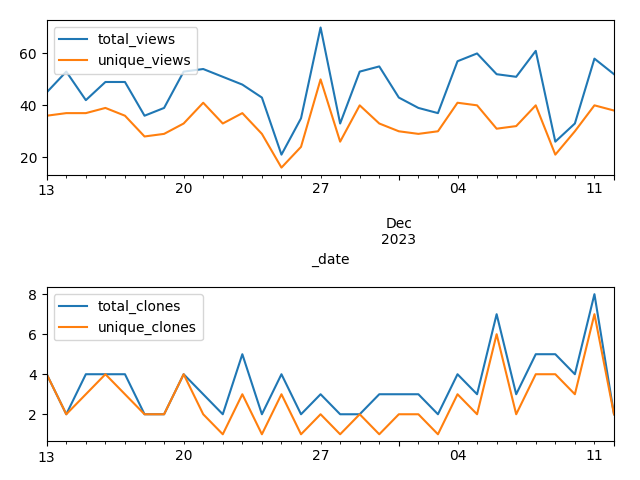 total_views
unique_views
60
40
20
13 20 27 04 11
Dec
2023
_date
total_clones
unique_clones
8
6
4
2
13 20 27 04 11